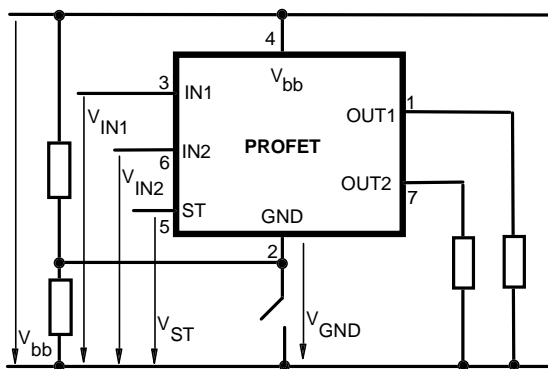 4
V bb
3
IN1
V IN1
1
OUT1
PROFET
IN2
6
V IN2
OUT2
7
ST
5
GND
2
V ST
V GND
V bb